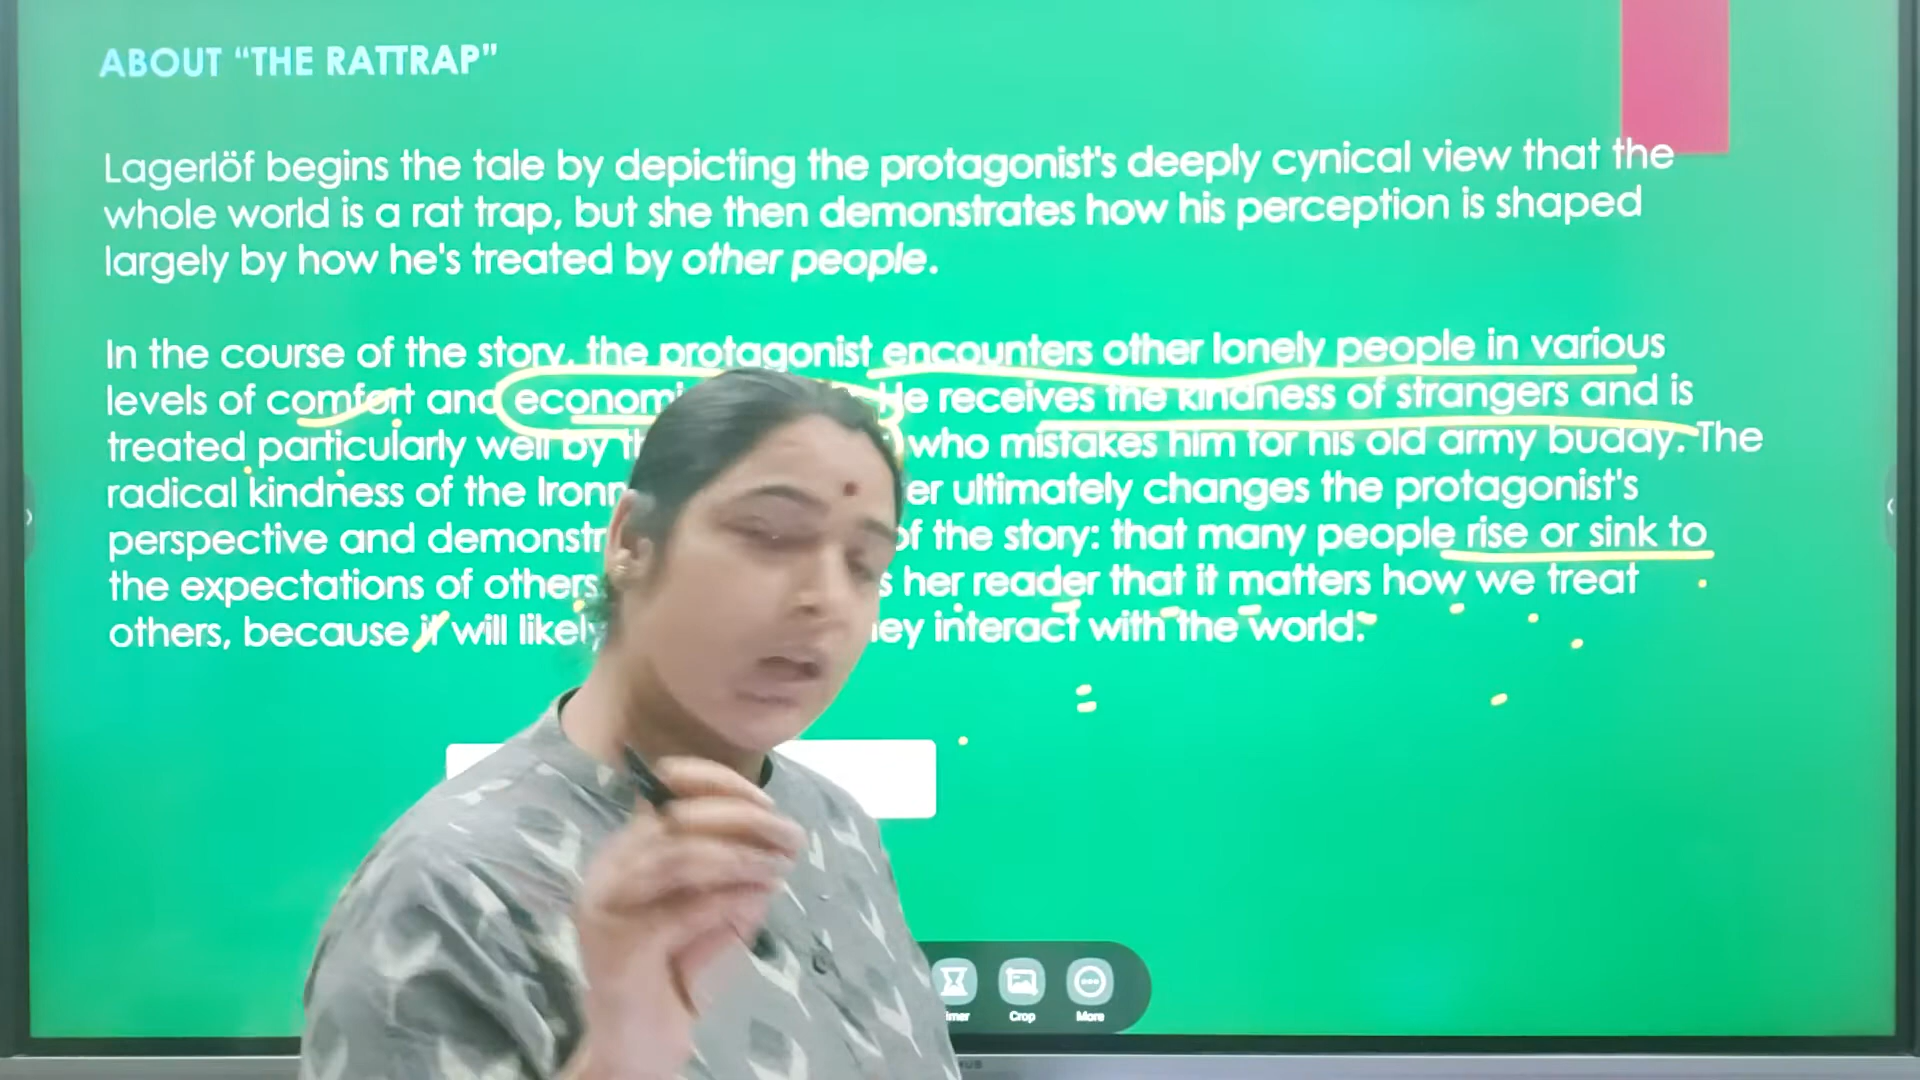 ABOUT “THE RATTRAP”
Lagerlöf begins the tale by depicting the protagonist's deeply cynical view that the
whole world is a rat trap, but she then demonstrates how his perception is shaped
largely by how he's treated by other people.
In the course of the story, the protagonist encounters other lonely people in various
levels of comfort and He receives the kindness of strangers and is
treated particularly well by who mistakes him for his old army buddy. The
radical kindness of the ultimately changes the protagonist's
perspective and of the story: that many people rise or sink to
the expectations of others her reader that it matters how we treat
others, because it will interact with the world.
Crop
More